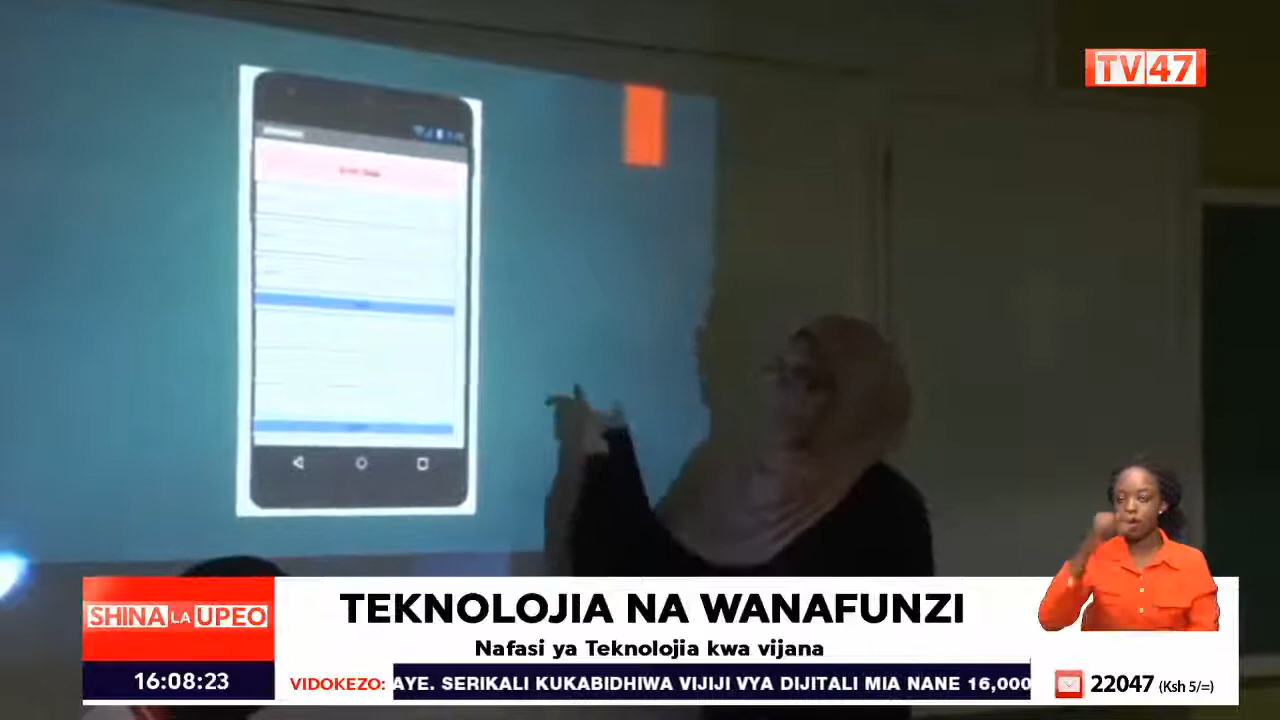 TV47
SHINA LA UPEO
TEKNOLOJIA NA WANAFUNZI
Nafasi ya Teknolojia kwa vijana
16:08:23
VIDOKEZO: AYE. SERIKALI KUKABIDHIWA VIJIJI VYA DIJITALI MIA NANE 16,000
22047 (Ksh 5/=)